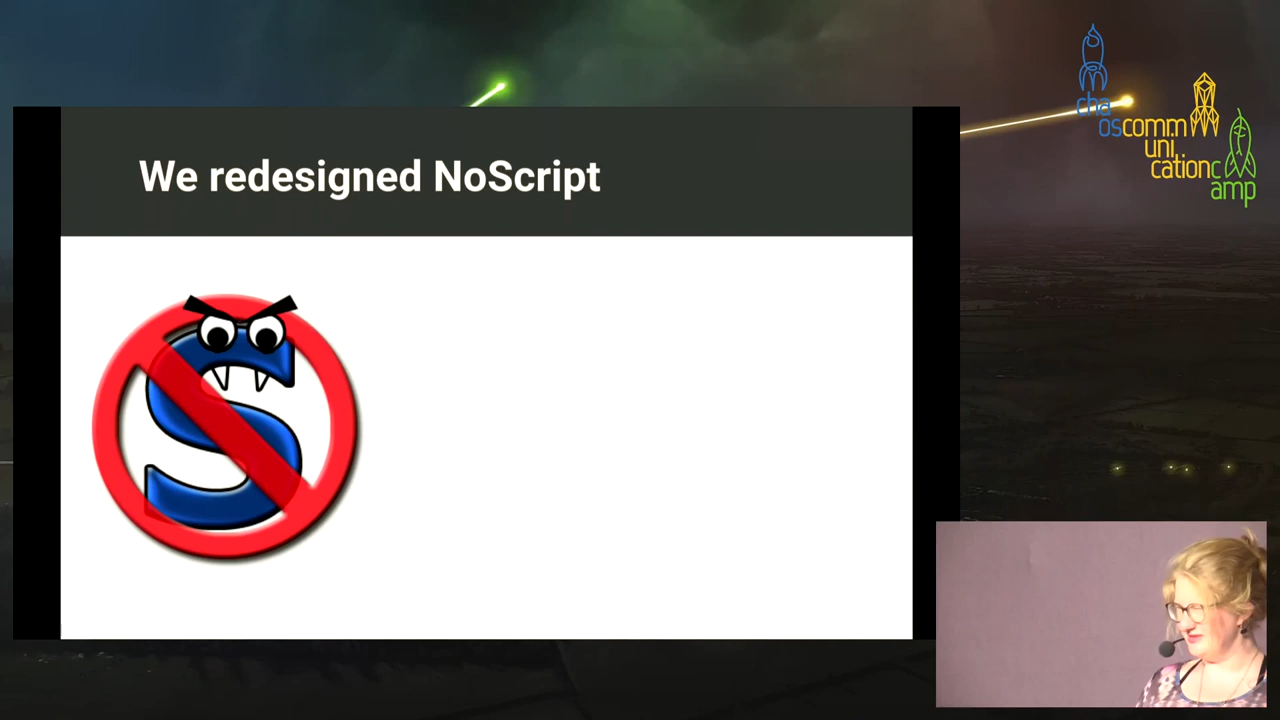 We redesigned NoScript
S
cha
oscomm
uni
cationc
amp